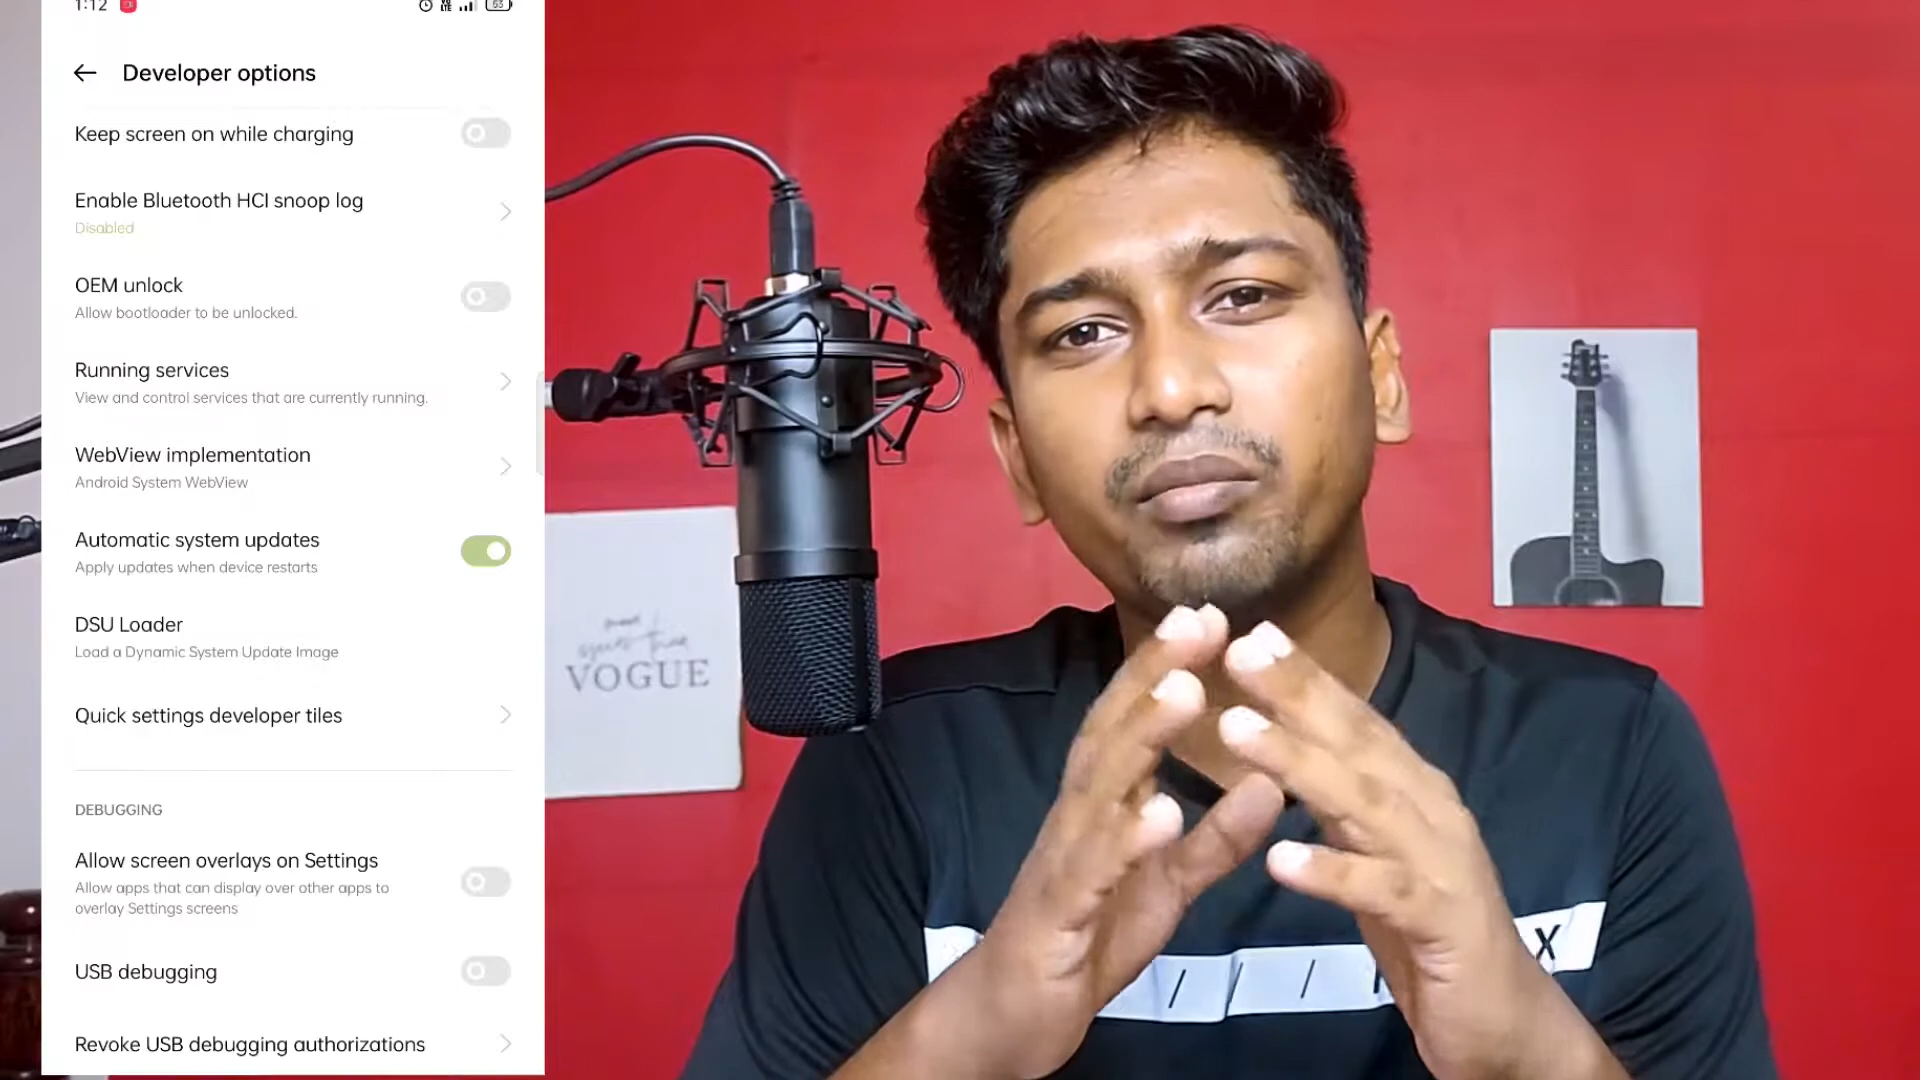 1:12
53
Developer options
Keep screen on while charging
Enable Bluetooth HCI snoop log
Disabled
OEM unlock
Allow bootloader to be unlocked.
Running services
View and control services that are currently running.
WebView implementation
Android System WebView
Automatic system updates
Apply updates when device restarts
DSU Loader
Load a Dynamic System Update Image
Quick settings developer tiles
DEBUGGING
Allow screen overlays on Settings
Allow apps that can display over other apps to
overlay Settings screens
USB debugging
Revoke USB debugging authorizations
VOGUE
X